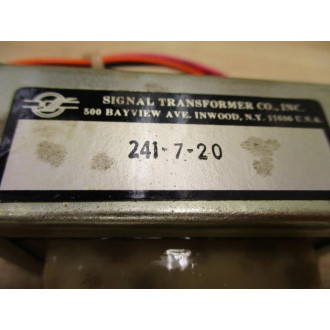 SIGNAL TRANSFORMER CO., INC.
500 BAYVIEW AVE. INWOOD, N.Y. 11696 U.S.A.
241-7-20